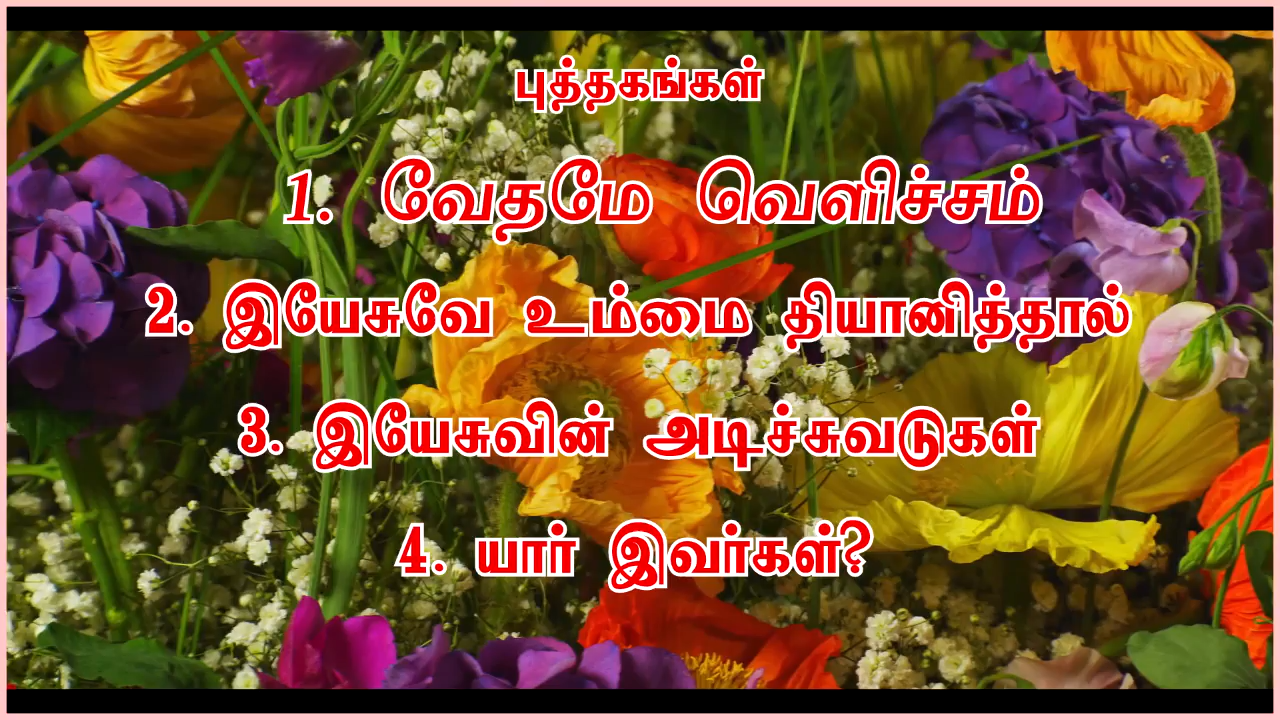 புத்தகங்கள்
1. வேதமே வெளிச்சம்
2. இயேசுவே உம்மை தியானித்தால்
3. இயேசுவின் அடிச்சுவடுகள்
4. யார் இவர்கள்?